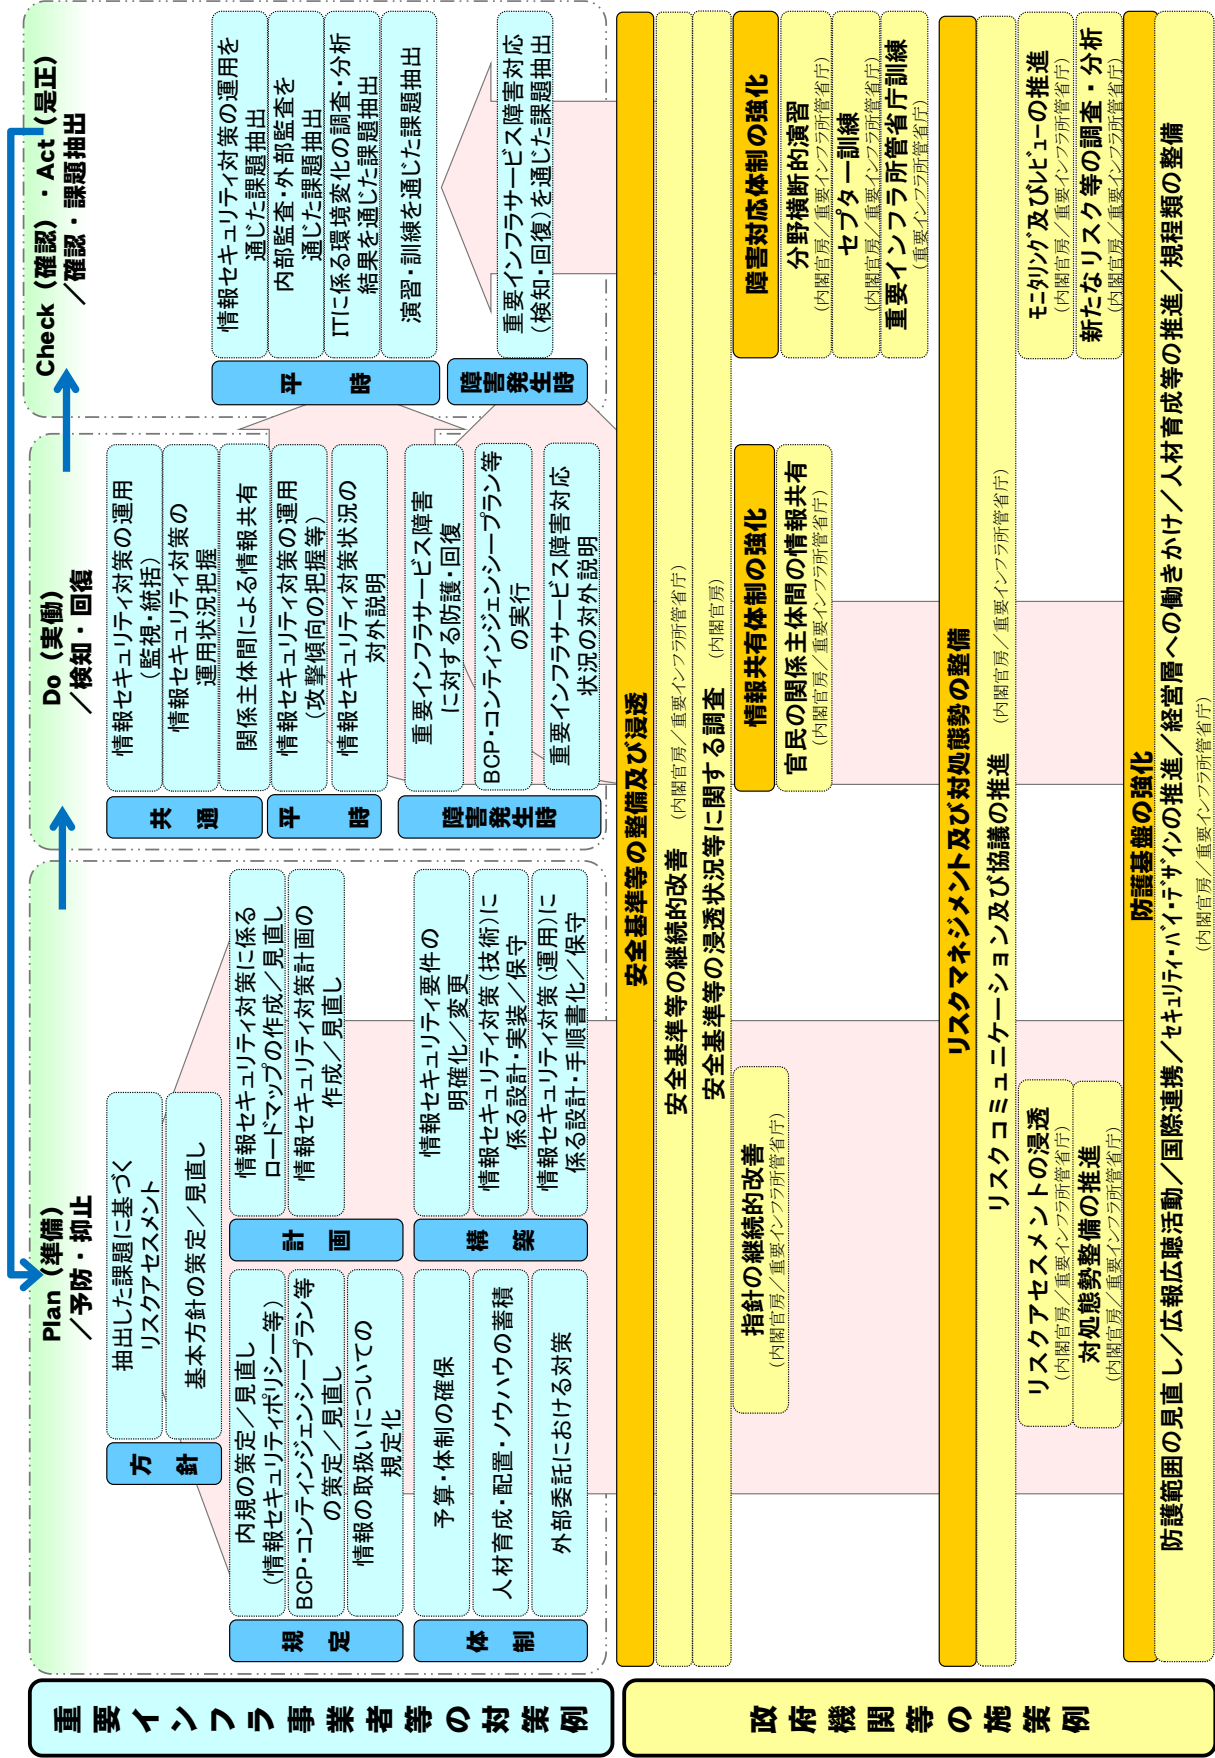 重要インフラ事業者等の対策例
Plan（準備）
／予防・抑止
方針
抽出した課題に基づく
リスクアセスメント
基本方針の策定／見直し
規定
内規の策定／見直し
（情報セキュリティポリシー等）
BCP・コンティンジェンシープラン等
の策定／見直し
情報の取扱いについての
規定化
計画
情報セキュリティ対策に係る
ロードマップの作成／見直し
情報セキュリティ対策計画の
作成／見直し
体制
予算・体制の確保
人材育成・配置・ノウハウの蓄積
外部委託における対策
構築
情報セキュリティ要件の
明確化／変更
情報セキュリティ対策（技術）に
係る設計・実装／保守
情報セキュリティ対策（運用）に
係る設計・手順書化／保守
Do（実働）
／検知・回復
共通
情報セキュリティ対策の運用
（監視・統括）
情報セキュリティ対策の
運用状況把握
関係主体間による情報共有
平時
情報セキュリティ対策の運用
（攻撃傾向の把握等）
情報セキュリティ対策状況の
対外説明
障害発生時
重要インフラサービス障害
に対する防護・回復
BCP・コンティンジェンシープラン等
の実行
重要インフラサービス障害対応
状況の対外説明
Check（確認）・Act（是正）
／確認・課題抽出
平時
情報セキュリティ対策の運用を
通じた課題抽出
内部監査・外部監査を
通じた課題抽出
ITに係る環境変化の調査・分析
結果を通じた課題抽出
演習・訓練を通じた課題抽出
障害発生時
重要インフラサービス障害対応
（検知・回復）を通じた課題抽出
政府機関等の施策例
安全基準等の整備及び浸透
安全基準等の継続的改善（内閣官房／重要インフラ所管省庁）
安全基準等の浸透状況等に関する調査（内閣官房）
指針の継続的改善
（内閣官房／重要インフラ所管省庁）
情報共有体制の強化
官民の関係主体間の情報共有
（内閣官房／重要インフラ所管省庁）
障害対応体制の強化
分野横断的演習
（内閣官房／重要インフラ所管省庁）
セプター訓練
（内閣官房／重要インフラ所管省庁）
重要インフラ所管省庁訓練
（重要インフラ所管省庁）
リスクマネジメント及び対処態勢の整備
リスクコミュニケーション及び協議の推進（内閣官房／重要インフラ所管省庁）
リスクアセスメントの浸透
（内閣官房／重要インフラ所管省庁）
対処態勢整備の推進
（内閣官房／重要インフラ所管省庁）
モニタリング及びレビューの推進
（内閣官房／重要インフラ所管省庁）
新たなリスク等の調査・分析
（内閣官房／重要インフラ所管省庁）
防護基盤の強化
防護範囲の見直し／広報広聴活動／国際連携／セキュリティ・バイ・デザインの推進／経営層への働きかけ／人材育成等の推進／規程類の整備
（内閣官房／重要インフラ所管省庁）